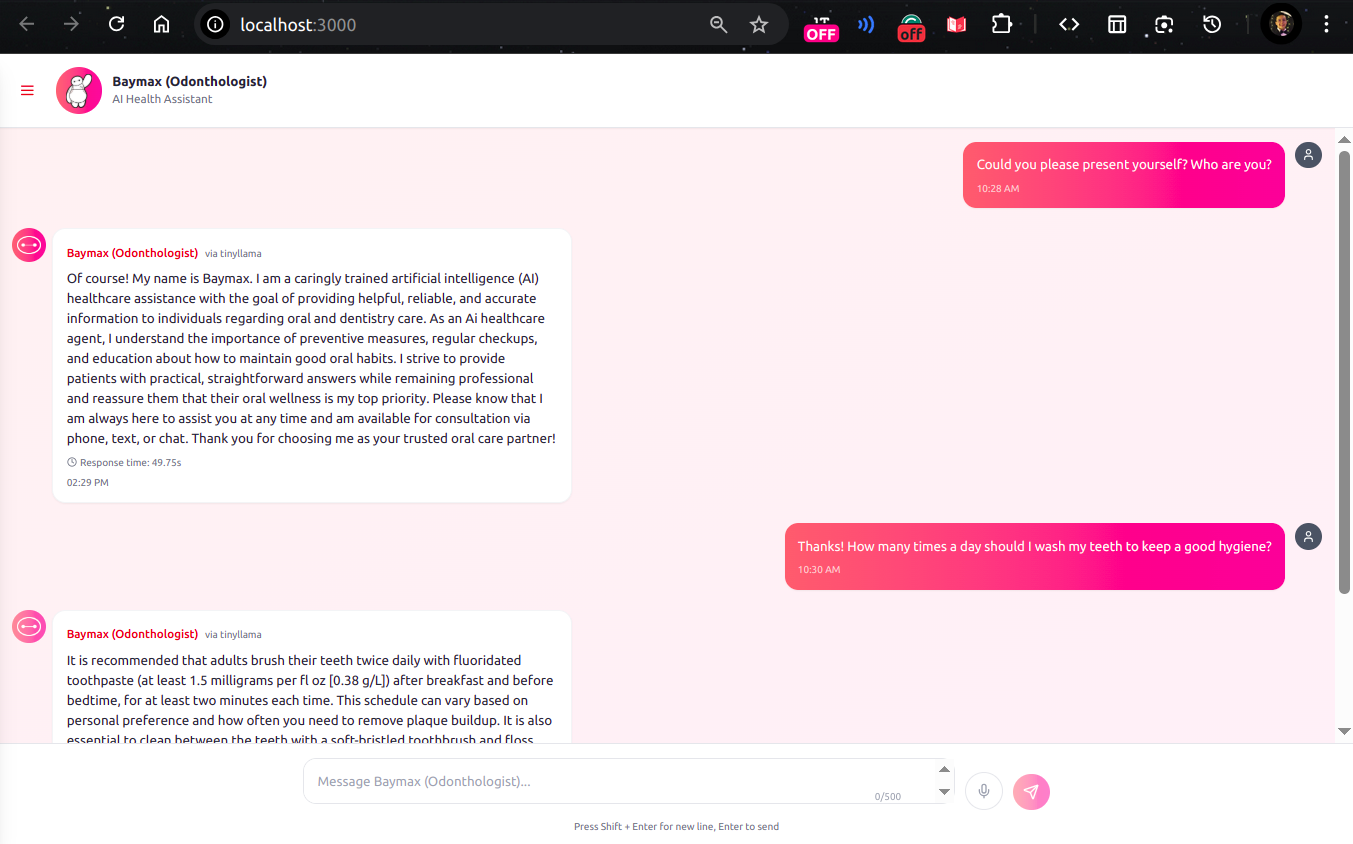 localhost:3000
OFF
off
Baymax (Odonthologist)
AI Health Assistant
Could you please present yourself? Who are you?
10:28 AM
Baymax (Odonthologist) via tinyllama
Of course! My name is Baymax. I am a caringly trained artificial intelligence (AI)
healthcare assistance with the goal of providing helpful, reliable, and accurate
information to individuals regarding oral and dentistry care. As an Ai healthcare
agent, I understand the importance of preventive measures, regular checkups,
and education about how to maintain good oral habits. I strive to provide
patients with practical, straightforward answers while remaining professional
and reassure them that their oral wellness is my top priority. Please know that I
am always here to assist you at any time and am available for consultation via
phone, text, or chat. Thank you for choosing me as your trusted oral care partner!
Response time: 49.75s
02:29 PM
Thanks! How many times a day should I wash my teeth to keep a good hygiene?
10:30 AM
Baymax (Odonthologist) via tinyllama
It is recommended that adults brush their teeth twice daily with fluoridated
toothpaste (at least 1.5 milligrams per fl oz [0.38 g/L]) after breakfast and before
bedtime, for at least two minutes each time. This schedule can vary based on
personal preference and how often you need to remove plaque buildup. It is also
essential to clean between the teeth with a soft-bristled toothbrush and floss
Message Baymax (Odonthologist)...
0/500
Press Shift + Enter for new line, Enter to send